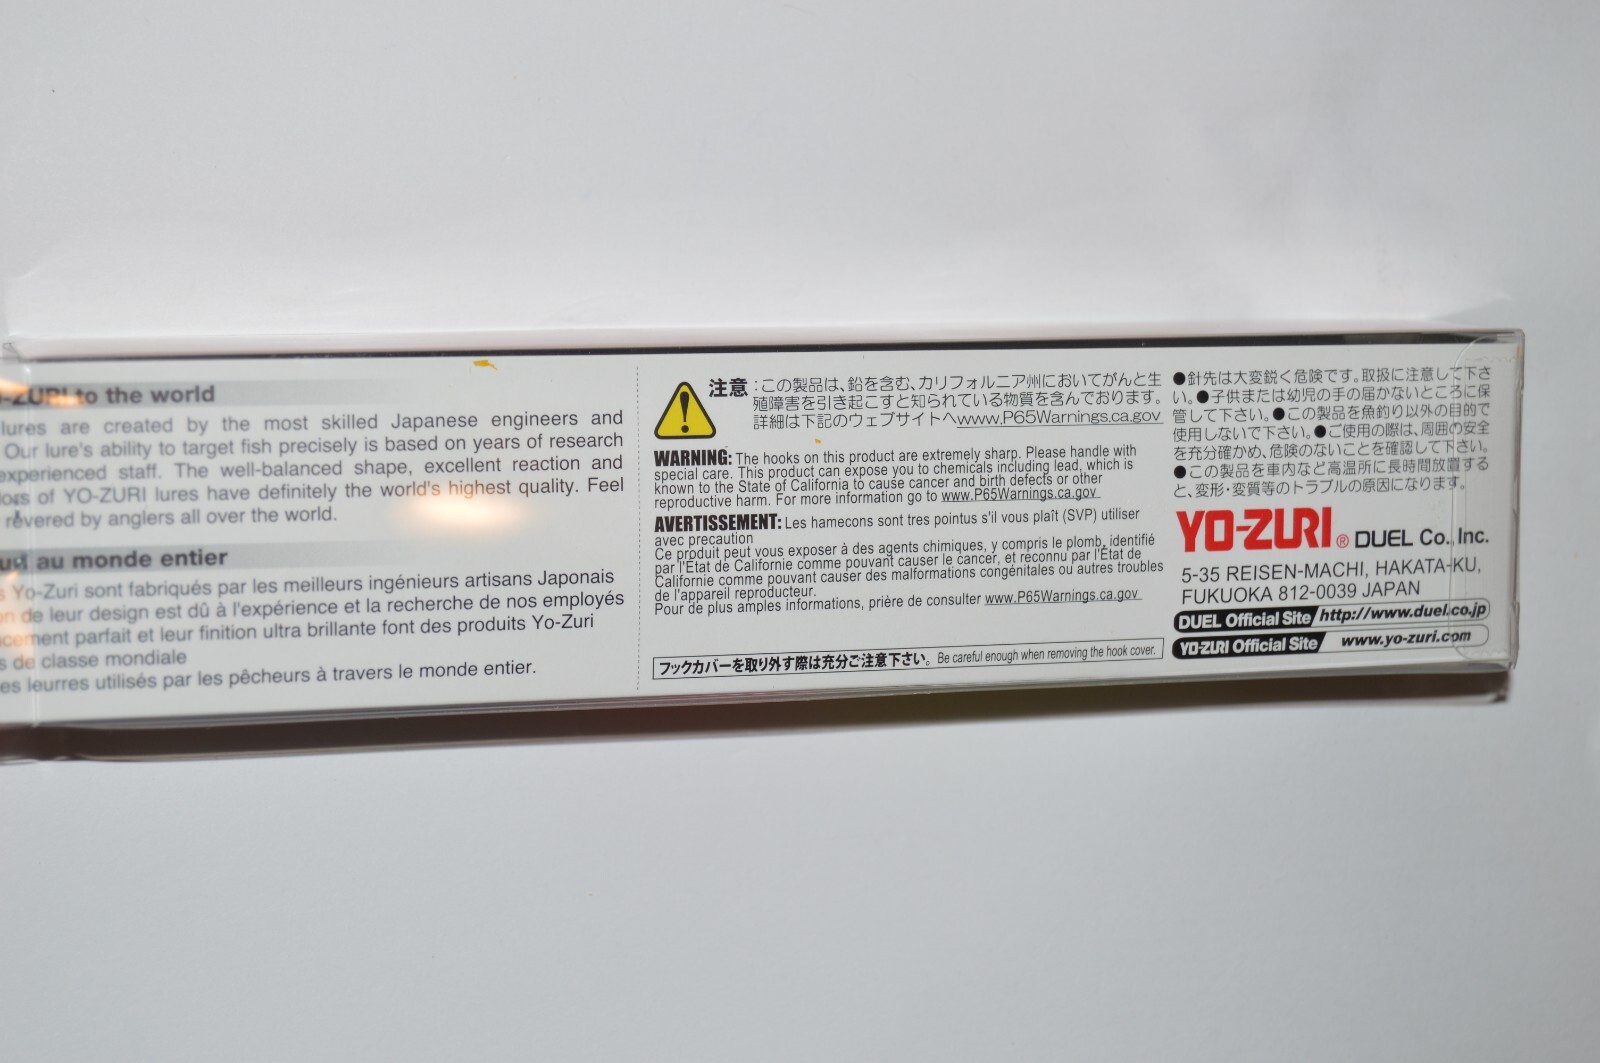 -ZURI to the world
lures are created by the most skilled Japanese engineers and
Our lure's ability to target fish precisely is based on years of research
experienced staff. The well-balanced shape, excellent reaction and
of YO-ZURI lures have definitely the world's highest quality. Feel
revered by anglers all over the world.
au monde entier
Yo-Zuri sont fabriqués par les meilleurs ingénieurs artisans Japonais
de leur design est dû à l'expérience et la recherche de nos employés
parfait et leur finition ultra brillante font des produits Yo-Zuri
de classe mondiale
leurres utilisés par les pêcheurs à travers le monde entier.
注意：この製品は、鉛を含む、カリフォルニア州においてがんと生
殖障害を引き起こすと知られている物質を含んでおります。
詳細は下記のウェブサイトへwww.P65Warnings.ca.gov
WARNING: The hooks on this product are extremely sharp. Please handle with
special care. This product can expose you to chemicals including lead, which is
known to the State of California to cause cancer and birth defects or other
reproductive harm. For more information go to www.P65Warnings.ca.gov
AVERTISSEMENT: Les hamecons sont tres pointus s'il vous plaît (SVP) utiliser
avec precaution
Ce produit peut vous exposer à des agents chimiques, y compris le plomb, identifié
par l'État de Californie comme pouvant causer le cancer, et reconnu par l'État de
Californie comme pouvant causer des malformations congénitales ou autres troubles
de l'appareil reproducteur.
Pour de plus amples informations, prière de consulter www.P65Warnings.ca.gov
フックカバーを取り外す際は充分ご注意下さい。 Be careful enough when removing the hook cover.
●針先は大変鋭く危険です。取扱に注意して下さ
い。●子供または幼児の手の届かないところに保
管して下さい。●この製品を魚釣り以外の目的で
使用しないで下さい。●ご使用の際は、周囲の安全
を充分確かめ、危険のないことを確認して下さい。
●この製品を車内など高温所に長時間放置する
と、変形・変質等のトラブルの原因になります。
YO-ZURI® DUEL Co., Inc.
5-35 REISEN-MACHI, HAKATA-KU,
FUKUOKA 812-0039 JAPAN
DUEL Official Site http://www.duel.co.jp
YO-ZURI Official Site www.yo-zuri.com